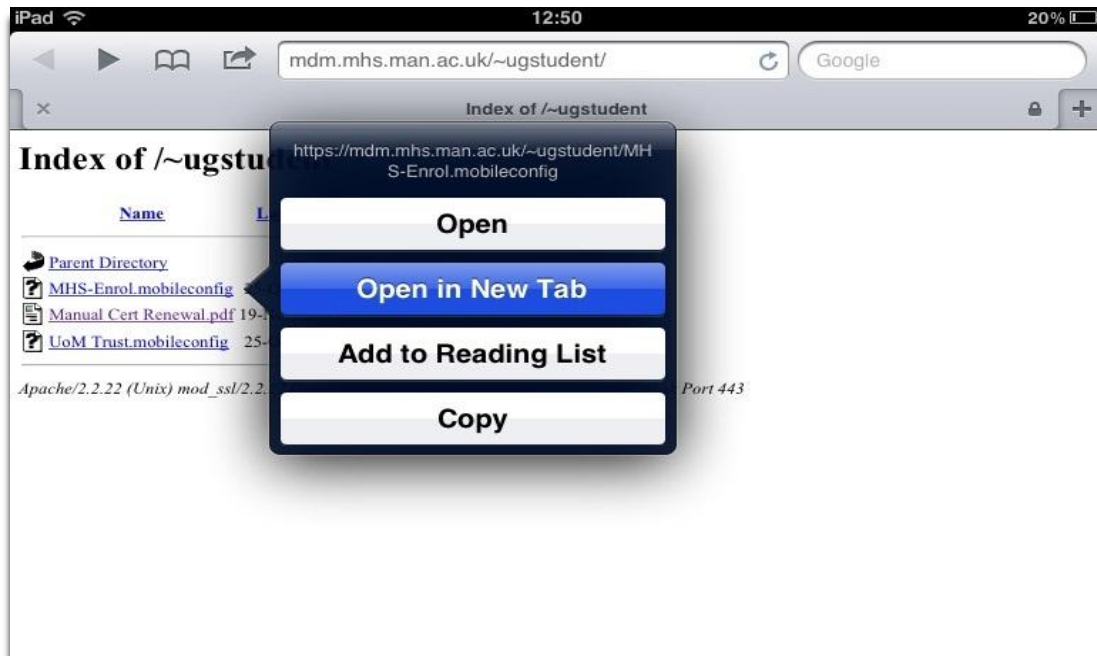 iPad 12:50 20%
mdm.mhs.man.ac.uk/~ugstudent/ Google
Index of /~ugstudent
https://mdm.mhs.man.ac.uk/~ugstudent/MH
S-Enrol.mobileconfig
Index of /~ugstu
Name
Open
Parent Directory
MHS-Enrol.mobileconfig
Open in New Tab
Manual Cert Renewal.pdf 19-
UoM Trust.mobileconfig 25-
Add to Reading List
Apache/2.2.22 (Unix) mod_ssl/2.2. Port 443
Copy